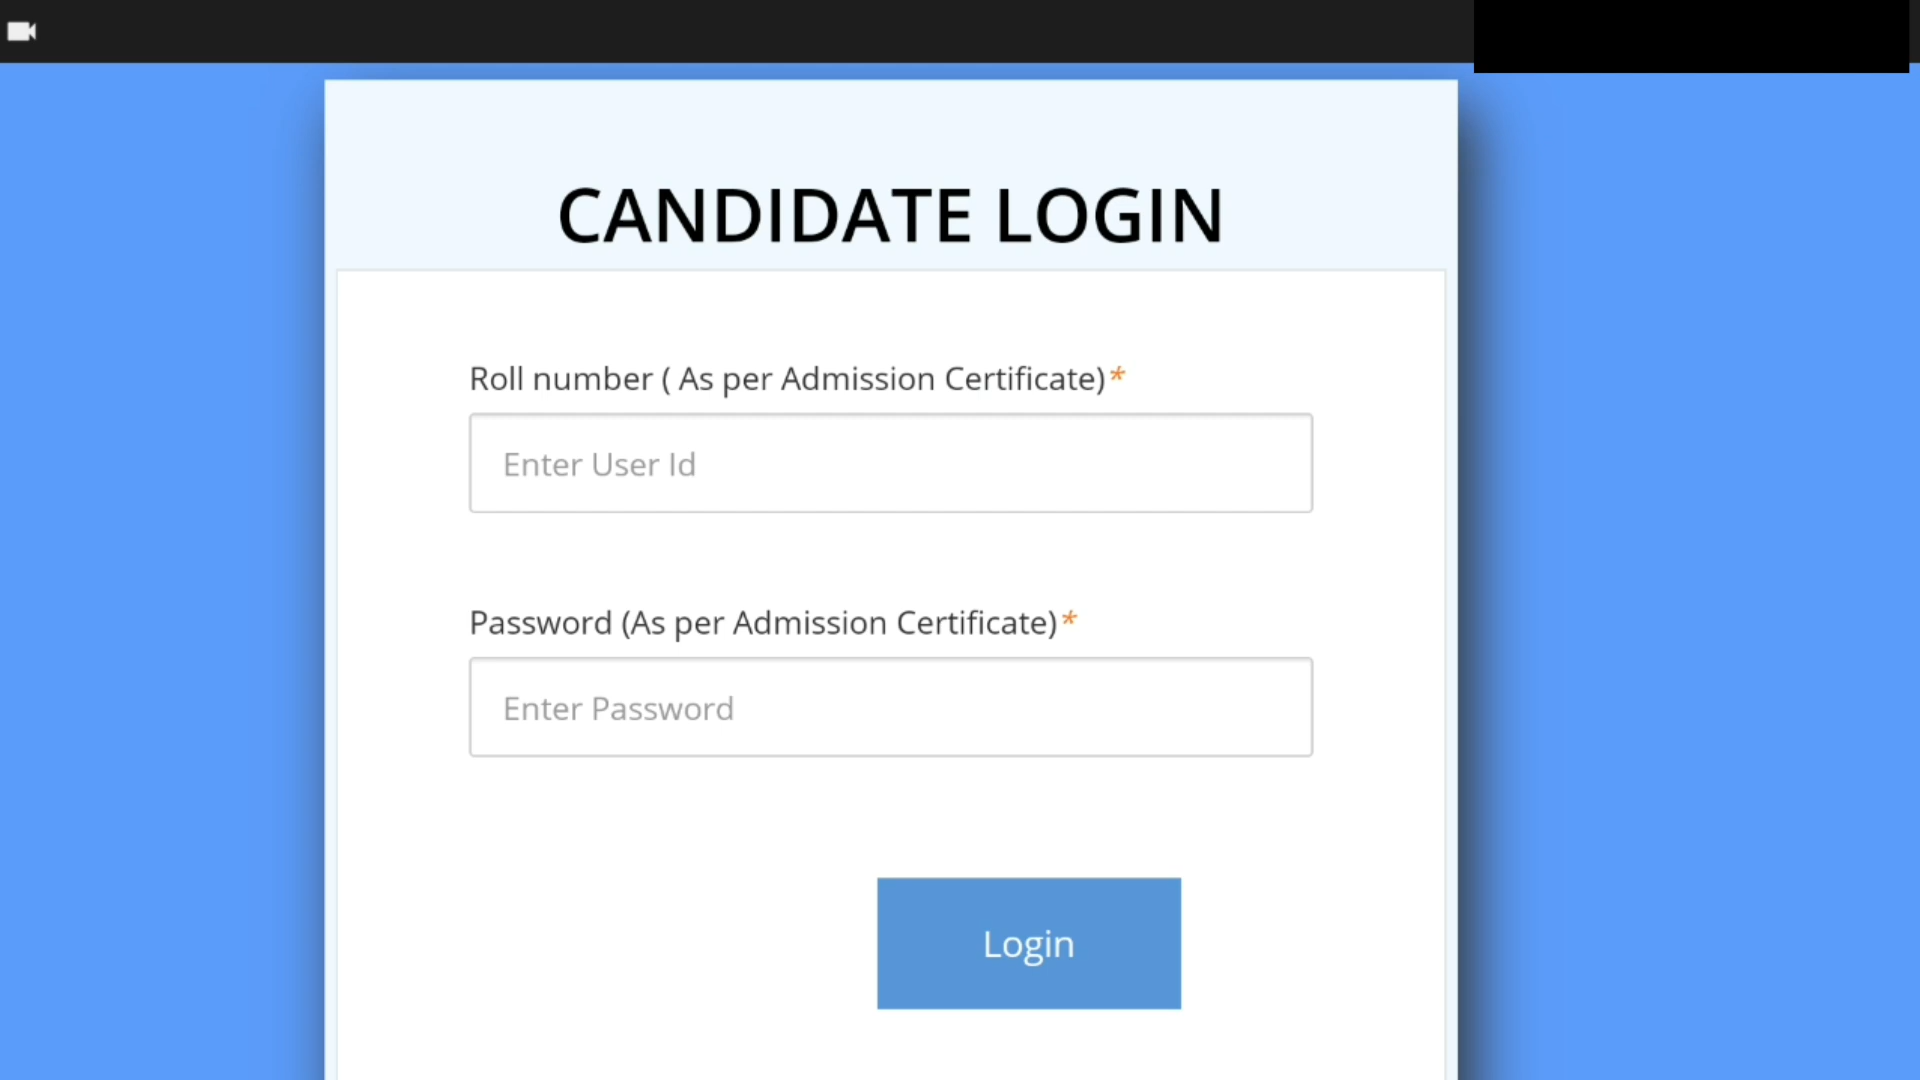 CANDIDATE LOGIN
Roll number ( As per Admission Certificate)*
Enter User Id
Password (As per Admission Certificate)*
Enter Password
Login